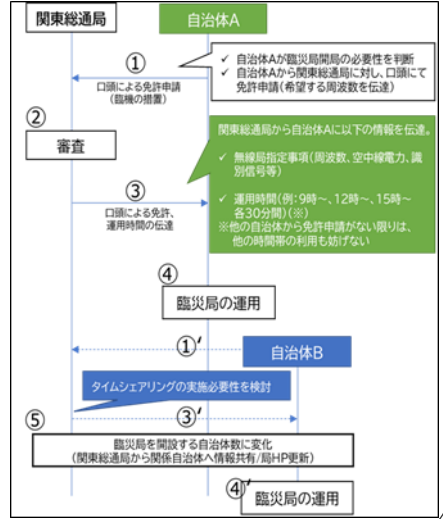 関東総通局
自治体A
①
口頭による免許申請
(臨機の措置)
✓ 自治体Aが臨災局開局の必要性を判断
✓ 自治体Aから関東総通局に対し、口頭にて
免許申請(希望する周波数を伝達)
②
審査
関東総通局から自治体Aに以下の情報を伝達。
✓ 無線局指定事項(周波数、空中線電力、識
別信号等)
✓ 運用時間(例:9時~、12時~、15時~
各30分間)(※)
※他の自治体から免許申請がない限りは、
他の時間帯の利用も妨げない
③
口頭による免許、
運用時間の伝達
④
臨災局の運用
①′
自治体B
タイムシェアリングの実施必要性を検討
③′
⑤
臨災局を開設する自治体数に変化
(関東総通局から関係自治体へ情報共有/局HP更新)
④′
臨災局の運用